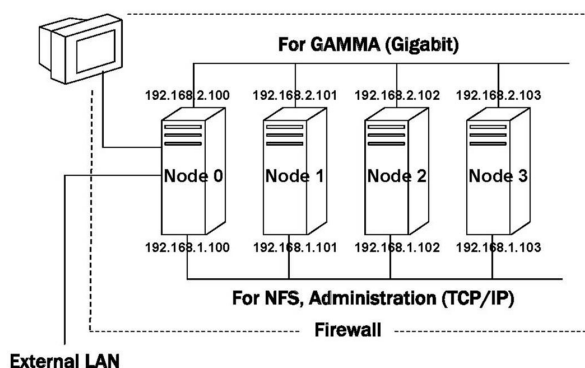 For GAMMA (Gigabit)
192.168.2.100 192.168.2.101 192.168.2.102 192.168.2.103
Node 0 Node 1 Node 2 Node 3
192.168.1.100 192.168.1.101 192.168.1.102 192.168.1.103
For NFS, Administration (TCP/IP)
Firewall
External LAN